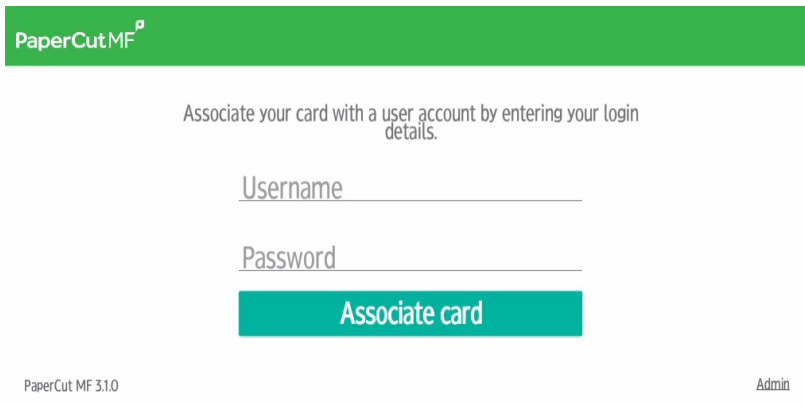 PaperCut MF
Associate your card with a user account by entering your login
details.
Username
Password
Associate card
PaperCut MF 3.1.0
Admin